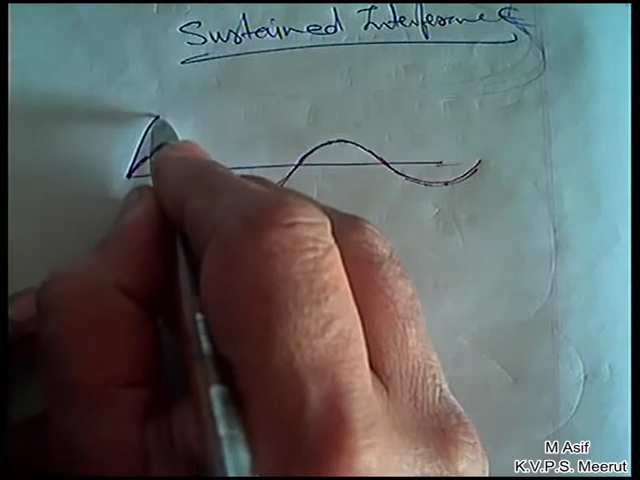 Sustained Interference
M Asif
K.V.P.S. Meerut